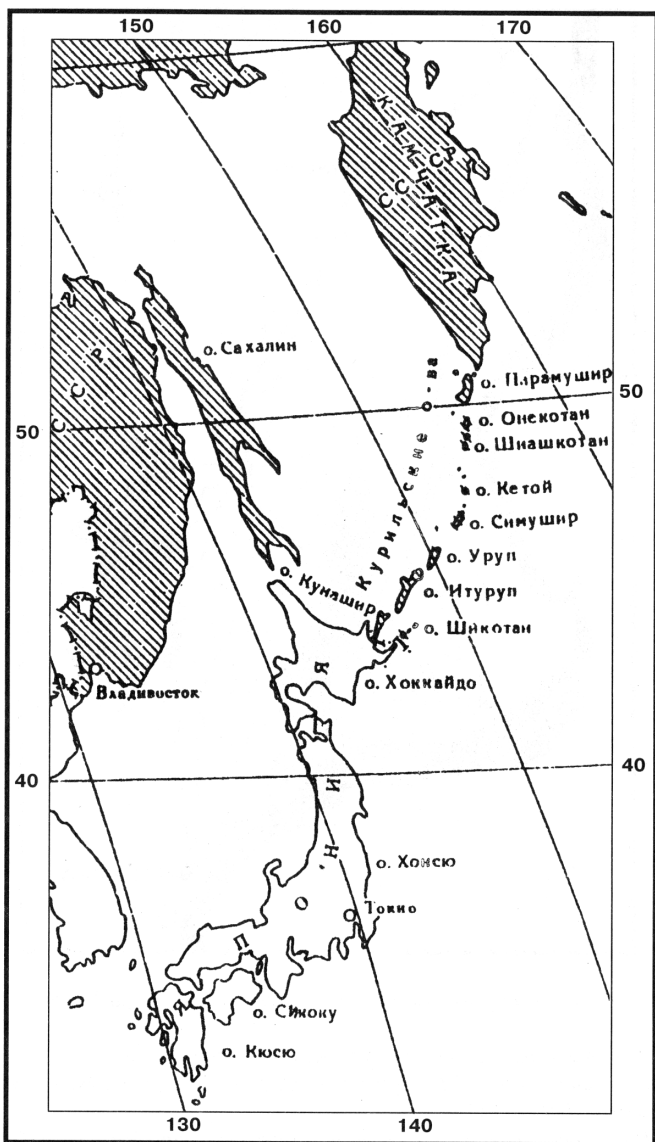 150 160 170
КАМЧАТКА
СССР
о. Сахалин
о. Парамушир
50
о. Онекотан
50
о. Шиашкотан
о. Кетой
о. Симушир
Курильские о-ва
о. Уруп
о. Кунашир
о. Итуруп
о. Шикотан
о. Хоккайдо
Владивосток
40
40
о. Хонсю
Токио
ЯПОНИЯ
о. Сикоку
о. Кюсю
130 140